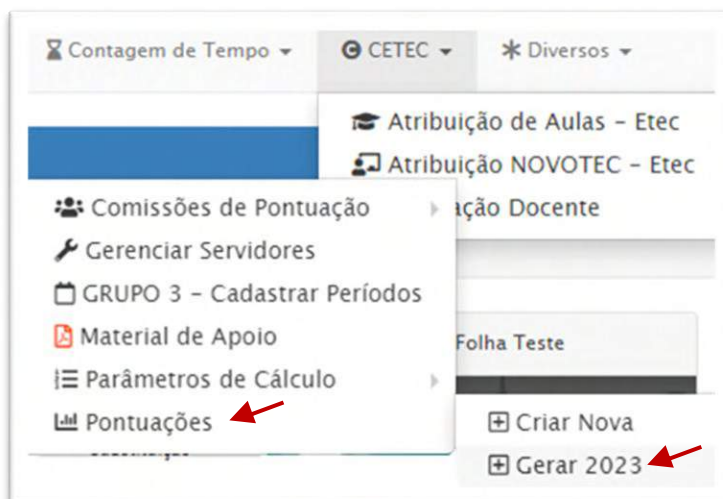 Contagem de Tempo
CETEC
Diversos
Atribuição de Aulas – Etec
Atribuição NOVOTEC – Etec
ação Docente
Comissões de Pontuação
Gerenciar Servidores
GRUPO 3 – Cadastrar Períodos
Material de Apoio
Parâmetros de Cálculo
Pontuações
Folha Teste
Criar Nova
Gerar 2023